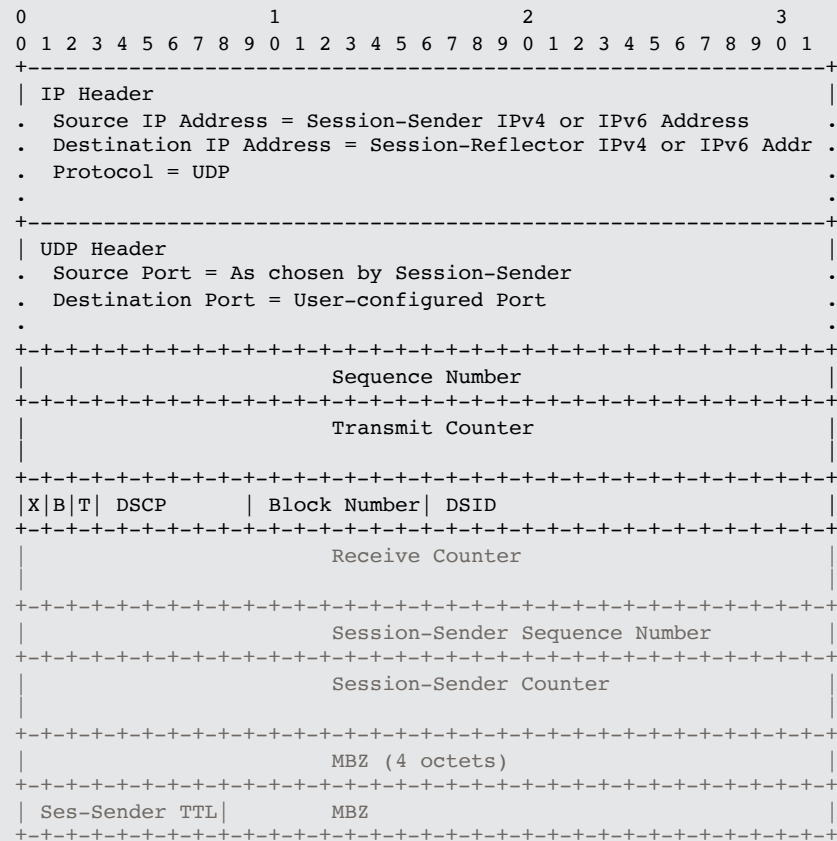 0                   1                   2                   3
0 1 2 3 4 5 6 7 8 9 0 1 2 3 4 5 6 7 8 9 0 1 2 3 4 5 6 7 8 9 0 1
+---------------------------------------------------------------+
| IP Header                                                     |
.  Source IP Address = Session-Sender IPv4 or IPv6 Address      .
.  Destination IP Address = Session-Reflector IPv4 or IPv6 Addr .
.  Protocol = UDP                                               .
.                                                               .
+---------------------------------------------------------------+
| UDP Header                                                    |
.  Source Port = As chosen by Session-Sender                    .
.  Destination Port = User-configured Port                      .
.                                                               .
+-+-+-+-+-+-+-+-+-+-+-+-+-+-+-+-+-+-+-+-+-+-+-+-+-+-+-+-+-+-+-+-+
|                        Sequence Number                        |
+-+-+-+-+-+-+-+-+-+-+-+-+-+-+-+-+-+-+-+-+-+-+-+-+-+-+-+-+-+-+-+-+
|                        Transmit Counter                       |
|                                                               |
+-+-+-+-+-+-+-+-+-+-+-+-+-+-+-+-+-+-+-+-+-+-+-+-+-+-+-+-+-+-+-+-+
|X|B|T| DSCP      | Block Number| DSID                          |
+-+-+-+-+-+-+-+-+-+-+-+-+-+-+-+-+-+-+-+-+-+-+-+-+-+-+-+-+-+-+-+-+
|                        Receive Counter                        |
|                                                               |
+-+-+-+-+-+-+-+-+-+-+-+-+-+-+-+-+-+-+-+-+-+-+-+-+-+-+-+-+-+-+-+-+
|                        Session-Sender Sequence Number         |
+-+-+-+-+-+-+-+-+-+-+-+-+-+-+-+-+-+-+-+-+-+-+-+-+-+-+-+-+-+-+-+-+
|                        Session-Sender Counter                 |
|                                                               |
+-+-+-+-+-+-+-+-+-+-+-+-+-+-+-+-+-+-+-+-+-+-+-+-+-+-+-+-+-+-+-+-+
|                        MBZ (4 octets)                         |
+-+-+-+-+-+-+-+-+-+-+-+-+-+-+-+-+-+-+-+-+-+-+-+-+-+-+-+-+-+-+-+-+
| Ses-Sender TTL|        MBZ                                    |
+-+-+-+-+-+-+-+-+-+-+-+-+-+-+-+-+-+-+-+-+-+-+-+-+-+-+-+-+-+-+-+-+